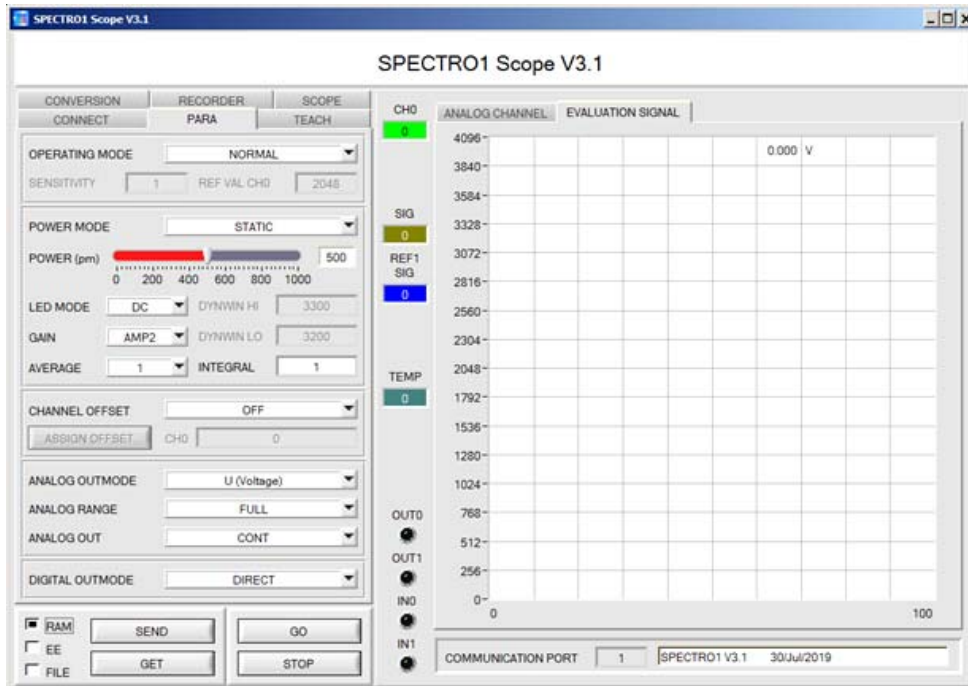 SPECTRO1 Scope V3.1
SPECTRO1 Scope V3.1
CONVERSION RECORDER SCOPE
CONNECT PARA TEACH
OPERATING MODE NORMAL
SENSITIVITY 1 REF VAL CH0 2048
POWER MODE STATIC
POWER (pm) 500
0 200 400 600 800 1000
LED MODE DC DYNWIN HI 3300
GAIN AMP2 DYNWIN LO 3200
AVERAGE 1 INTEGRAL 1
CHANNEL OFFSET OFF
ASSIGN OFFSET CH0 0
ANALOG OUTMODE U (Voltage)
ANALOG RANGE FULL
ANALOG OUT CONT
DIGITAL OUTMODE DIRECT
RAM
EE
FILE
SEND GO
GET STOP
CH0
0
SIG
0
REF1
SIG
0
TEMP
0
OUT0
OUT1
IN0
IN1
ANALOG CHANNEL EVALUATION SIGNAL
0.000 V
4096
3840
3584
3328
3072
2816
2560
2304
2048
1792
1536
1280
1024
768
512
256
0
0 100
COMMUNICATION PORT 1 SPECTRO1 V3.1 30/Jul/2019